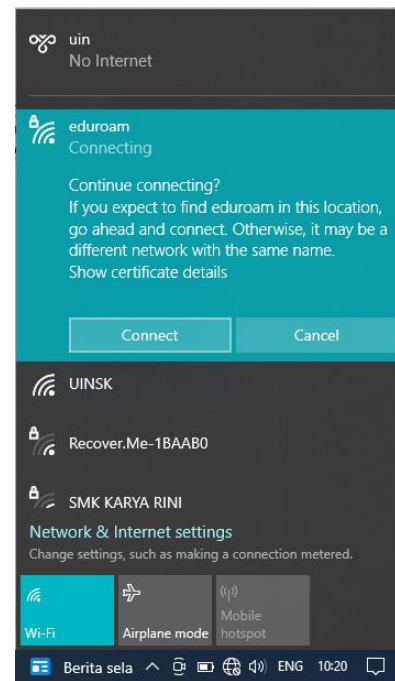 uin
No Internet
eduroam
Connecting
Continue connecting?
If you expect to find eduroam in this location,
go ahead and connect. Otherwise, it may be a
different network with the same name.
Show certificate details
Connect
Cancel
UINSK
Recover.Me-1BAAB0
SMK KARYA RINI
Network & Internet settings
Change settings, such as making a connection metered.
Wi-Fi
Airplane mode
Mobile
hotspot
Berita sela
ENG
10:20